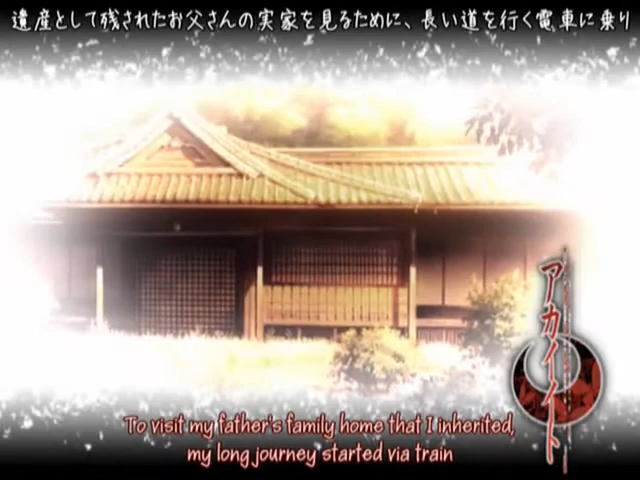 遺産として残されたお父さんの実家を見るために、長い道を行く電車に乗り
アカイイト
To visit my father's family home that I inherited,
my long journey started via train